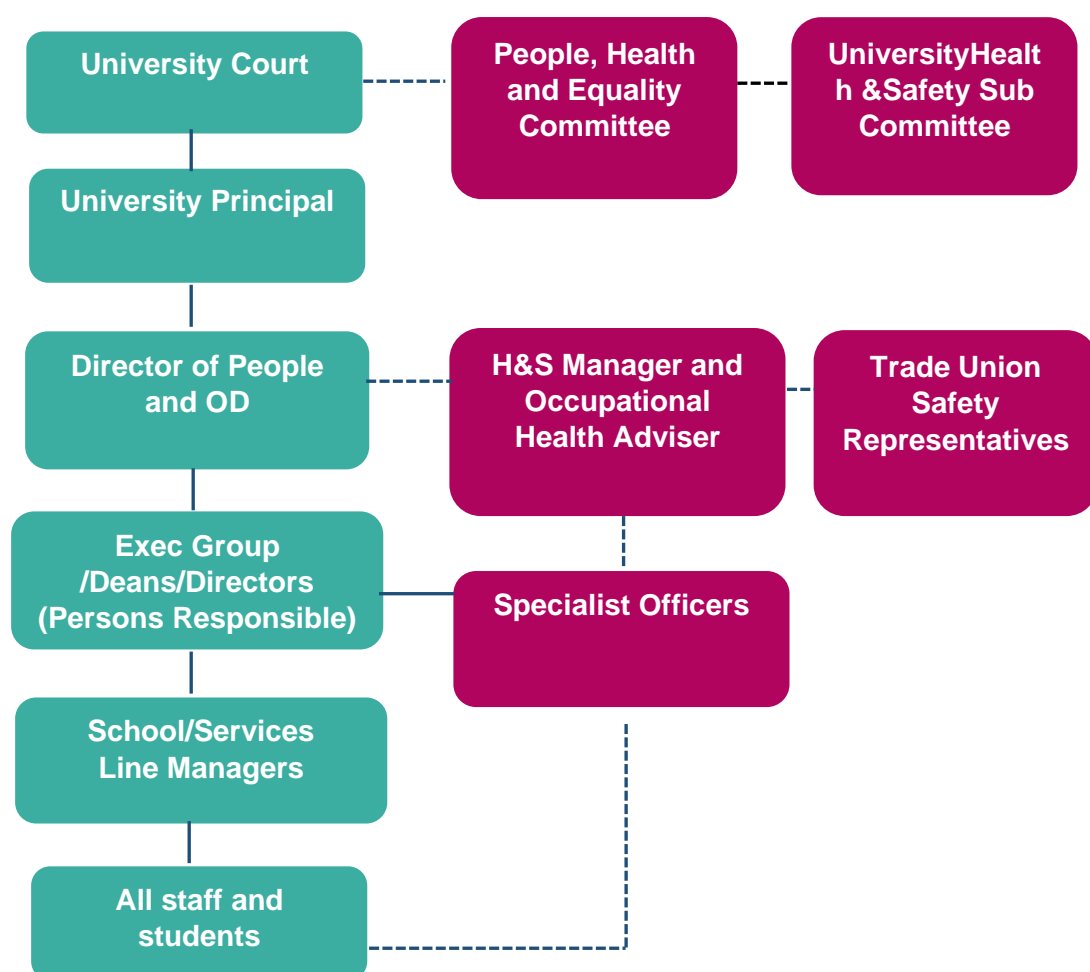 University Court
People, Health
and Equality
Committee
UniversityHealt
h &Safety Sub
Committee
University Principal
Director of People
and OD
H&S Manager and
Occupational
Health Adviser
Trade Union
Safety
Representatives
Exec Group
/Deans/Directors
(Persons Responsible)
Specialist Officers
School/Services
Line Managers
All staff and
students